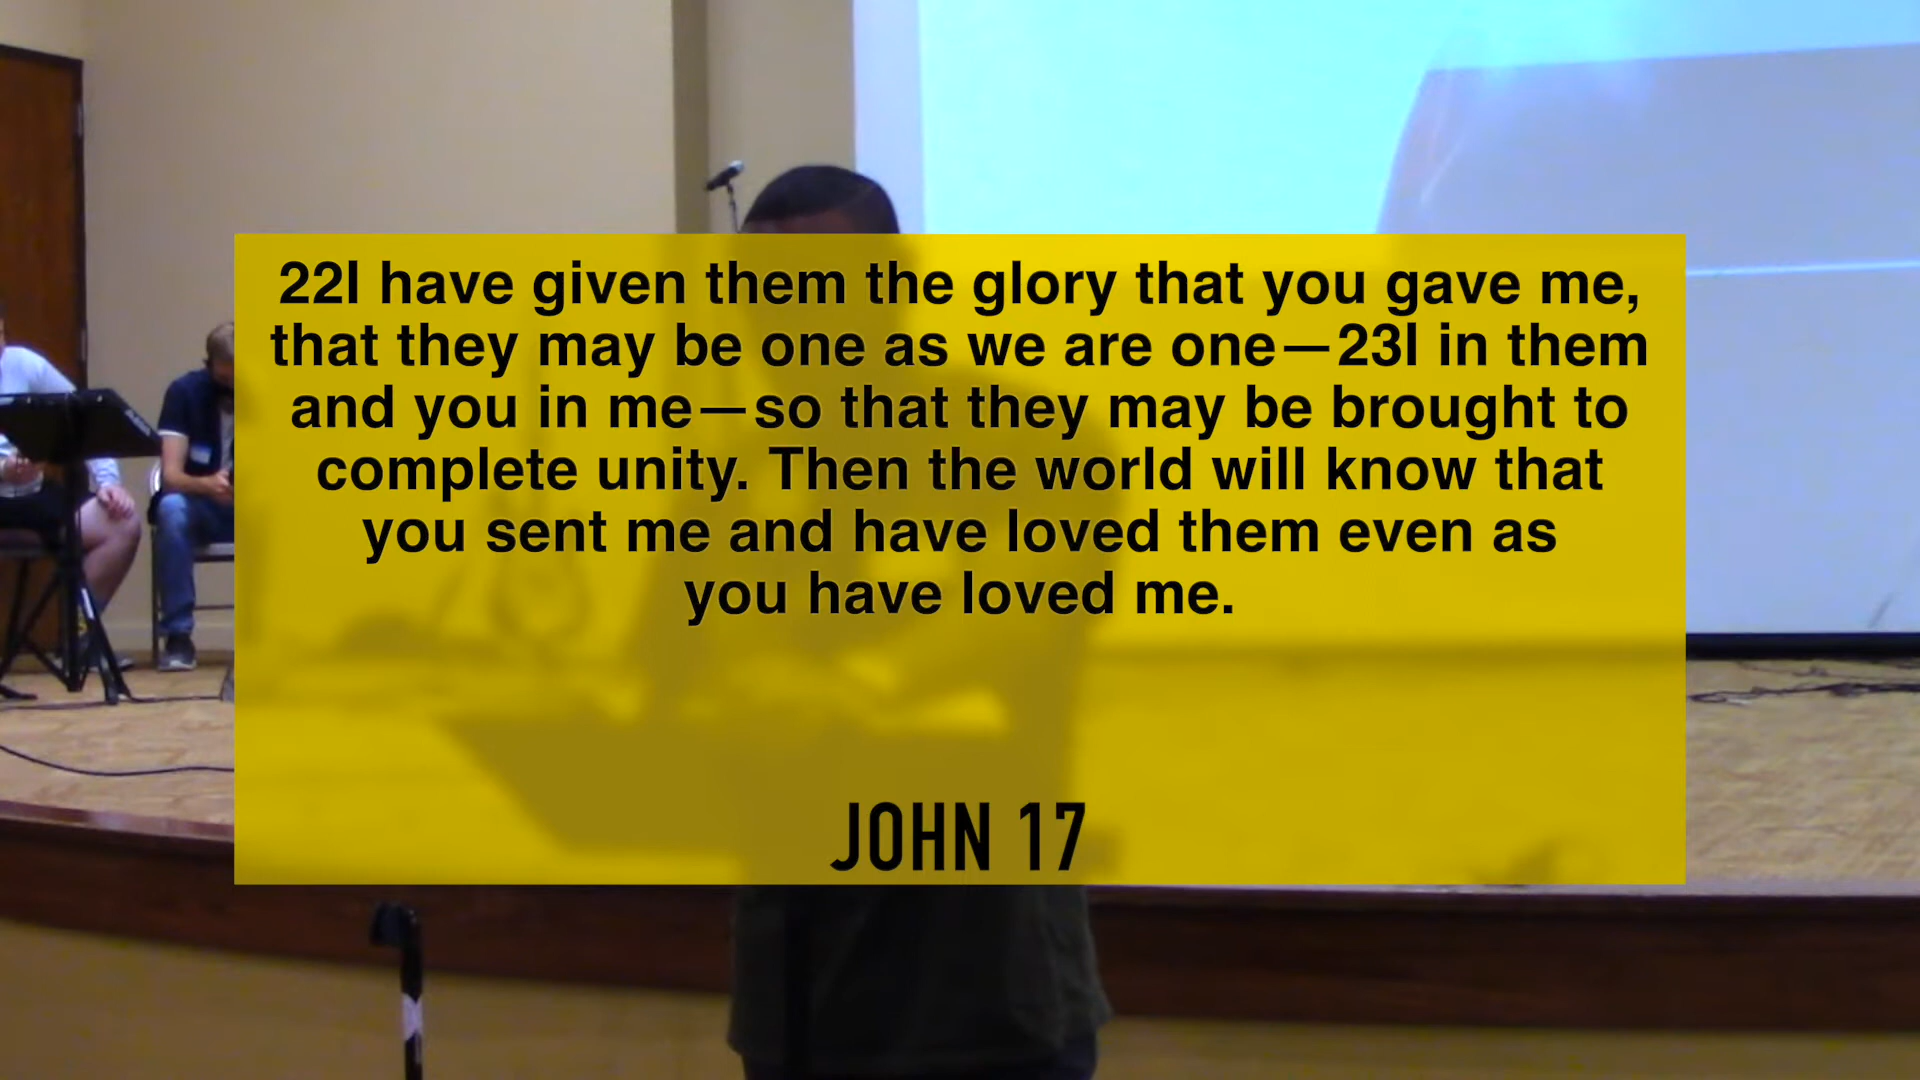 22I have given them the glory that you gave me,
that they may be one as we are one—23I in them
and you in me—so that they may be brought to
complete unity. Then the world will know that
you sent me and have loved them even as
you have loved me.
JOHN 17